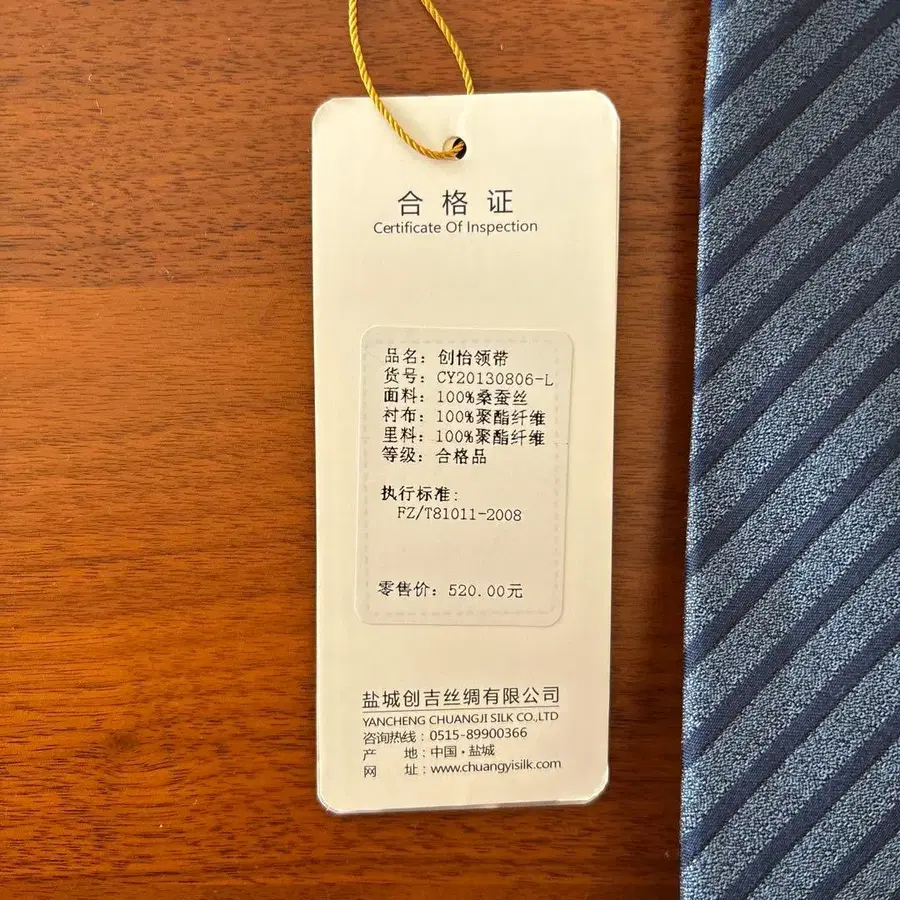 合格证
Certificate Of Inspection
品名：创怡领带
货号：CY20130806-L
面料：100%桑蚕丝
衬布：100%聚酯纤维
里料：100%聚酯纤维
等级：合格品
执行标准：
FZ/T81011-2008
零售价：520.00元
盐城创吉丝绸有限公司
YANCHENG CHUANGJI SILK CO.,LTD
咨询热线：0515-89900366
产　　地：中国·盐城
网　　址：www.chuangyisilk.com